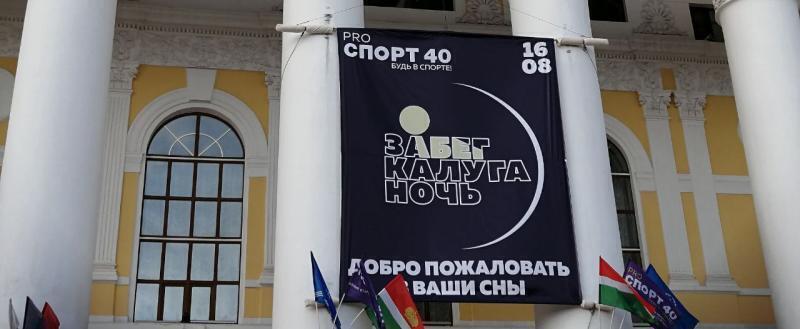 PRO
СПОРТ 40
БУДЬ В СПОРТЕ!
16
08
ЗАБЕГ
КАЛУГА
НОЧЬ
ДОБРО ПОЖАЛОВАТЬ
В ВАШИ СНЫ
PRO
СПОРТ 40